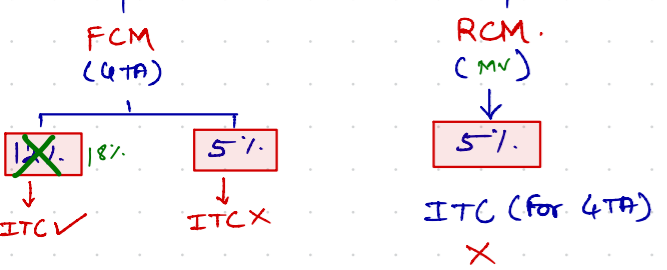 FCM
(GTA)
12%. 18%.
ITC ✓
5%.
ITC X
RCM.
(MV)
5%.
ITC (For GTA)
X